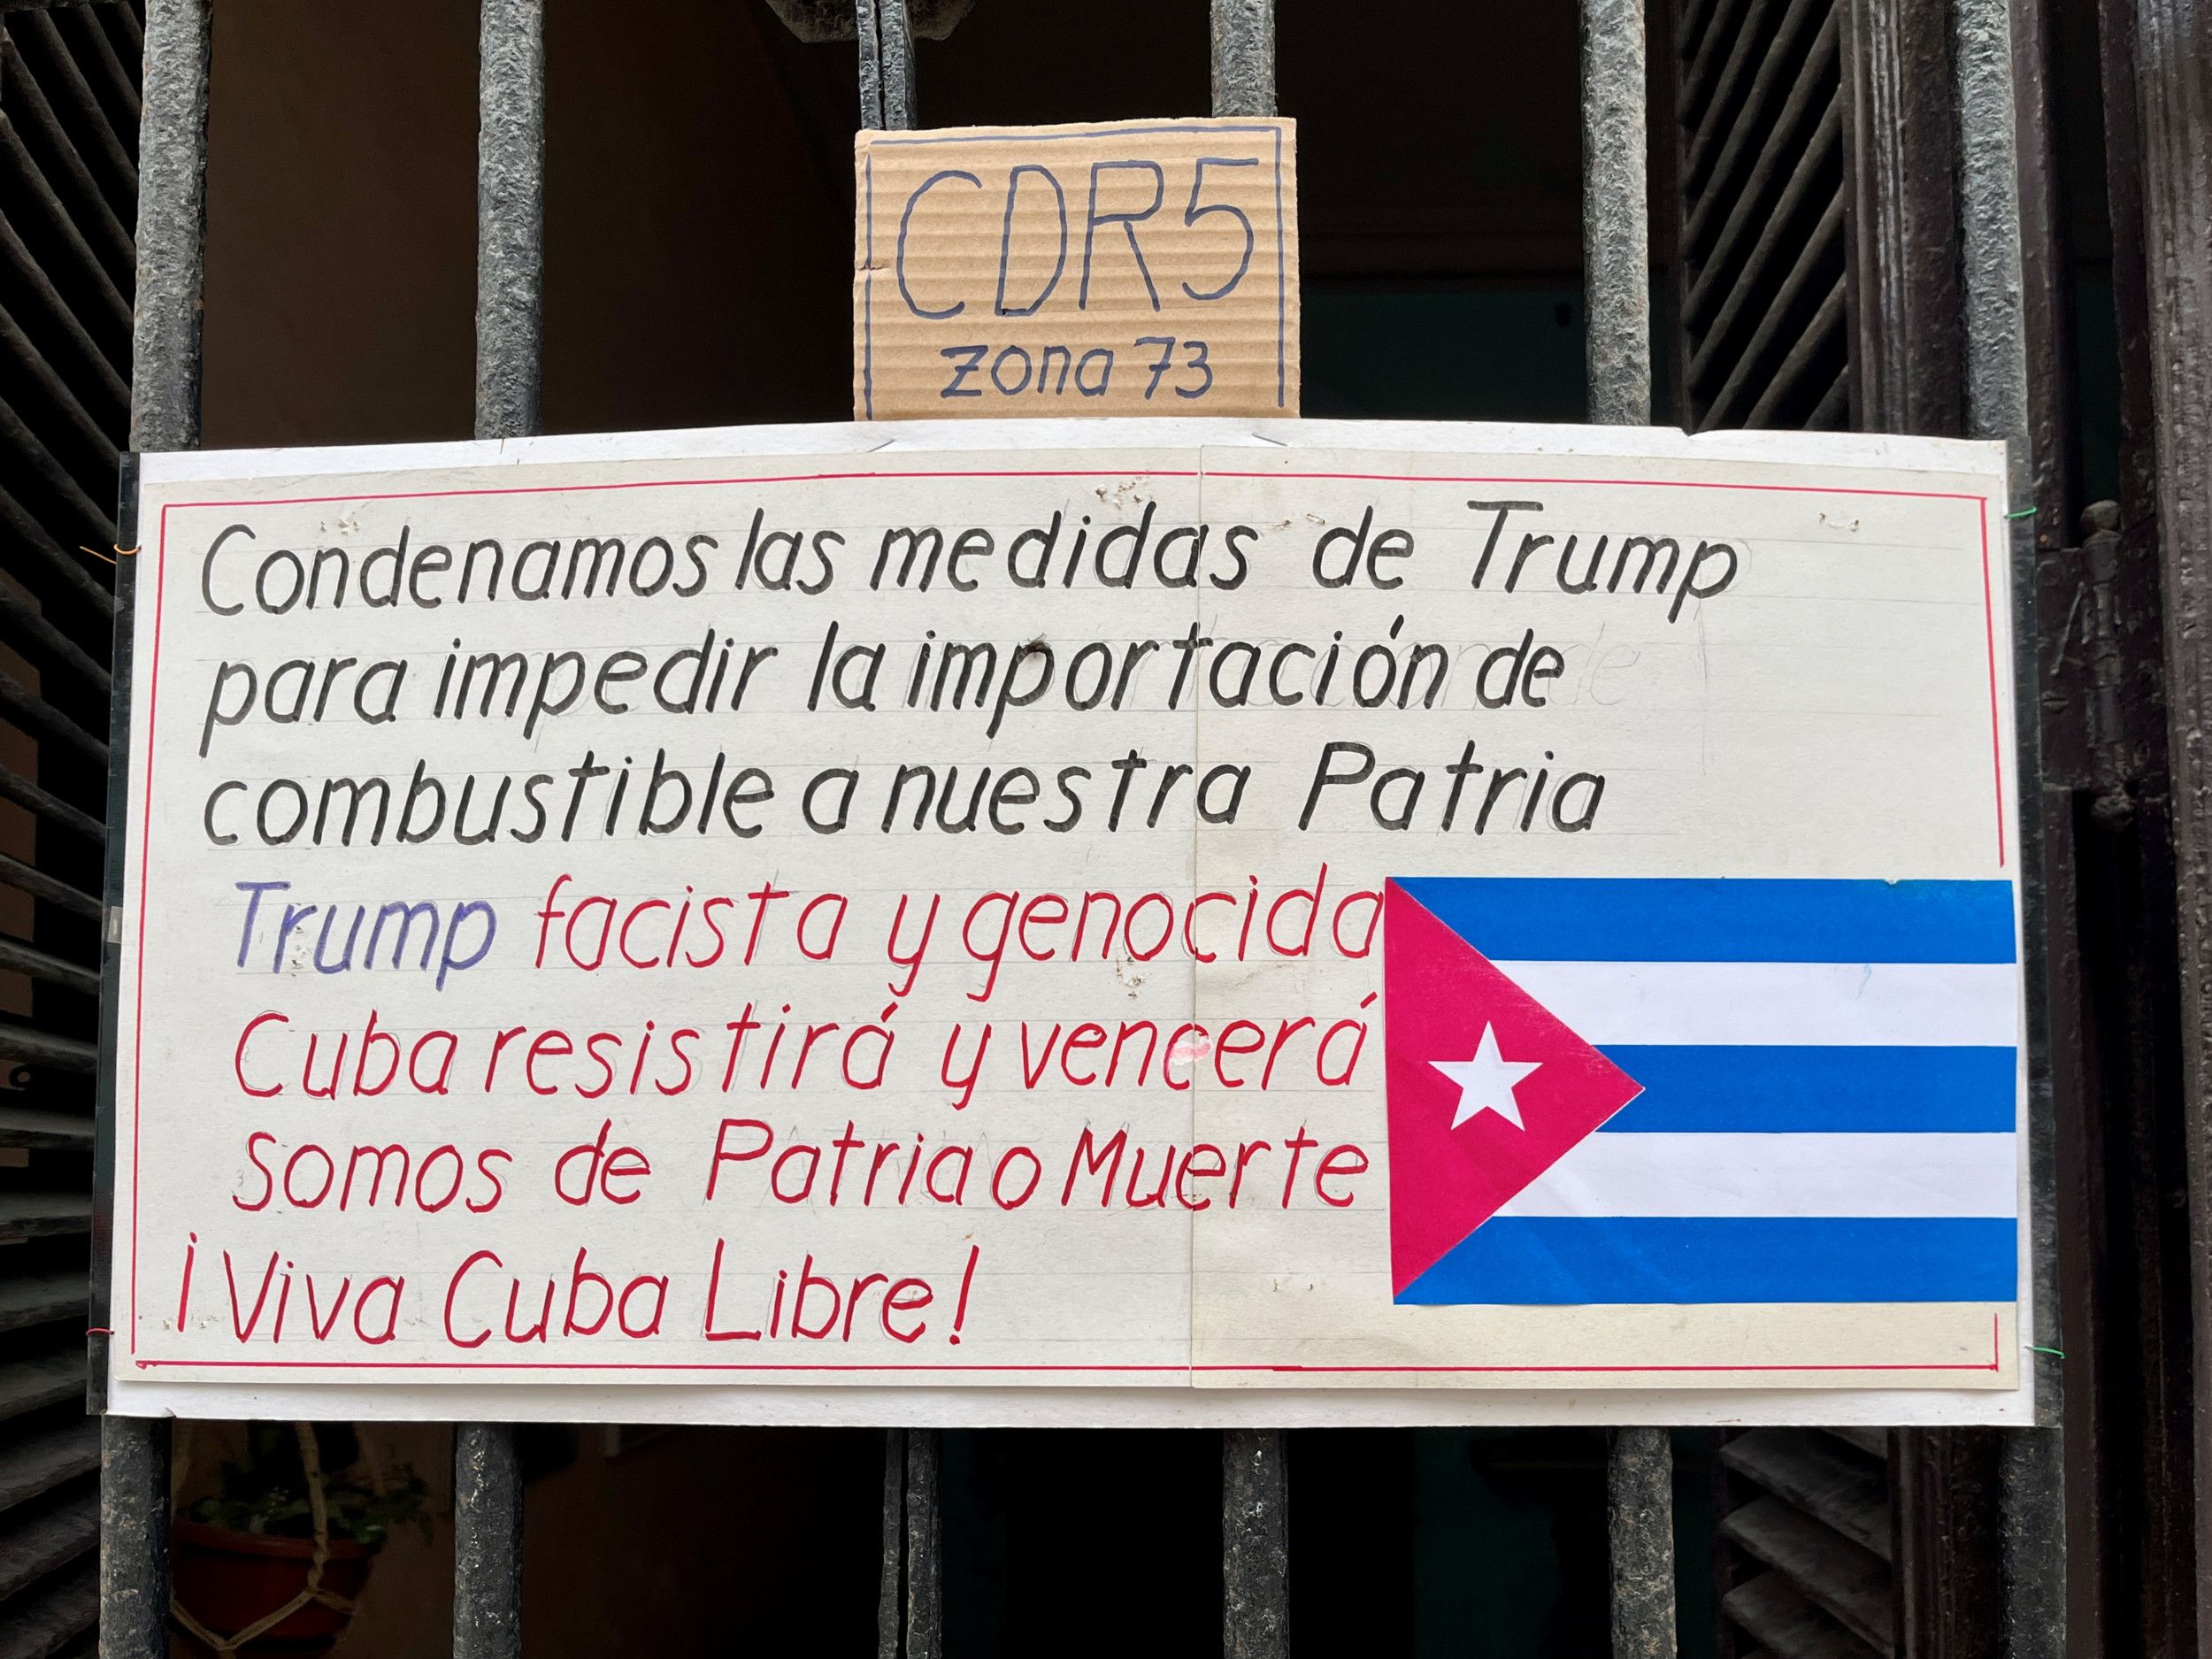 CDR5
zona 73
Condenamos las medidas de Trump
para impedir la importación de
combustible a nuestra Patria
Trump facista y genocida
Cuba resistirá y vencerá
Somos de Patria o Muerte
¡Viva Cuba Libre!